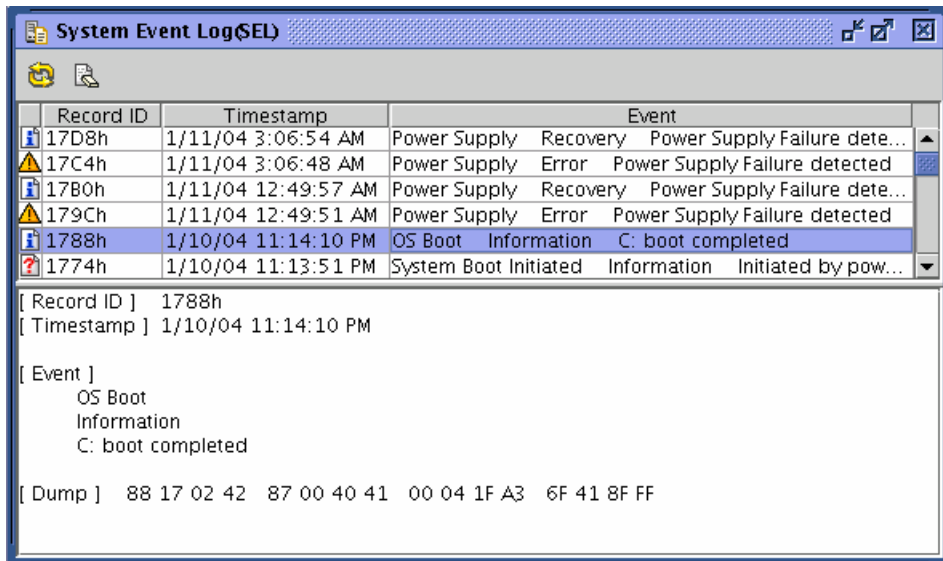 System Event Log(SEL)
Record ID Timestamp Event
17D8h 1/11/04 3:06:54 AM Power Supply Recovery Power Supply Failure dete...
17C4h 1/11/04 3:06:48 AM Power Supply Error Power Supply Failure detected
17B0h 1/11/04 12:49:57 AM Power Supply Recovery Power Supply Failure dete...
179Ch 1/11/04 12:49:51 AM Power Supply Error Power Supply Failure detected
1788h 1/10/04 11:14:10 PM OS Boot Information C: boot completed
1774h 1/10/04 11:13:51 PM System Boot Initiated Information Initiated by pow...
[ Record ID ] 1788h
[ Timestamp ] 1/10/04 11:14:10 PM
[ Event ]
OS Boot
Information
C: boot completed
[ Dump ] 88 17 02 42 87 00 40 41 00 04 1F A3 6F 41 8F FF